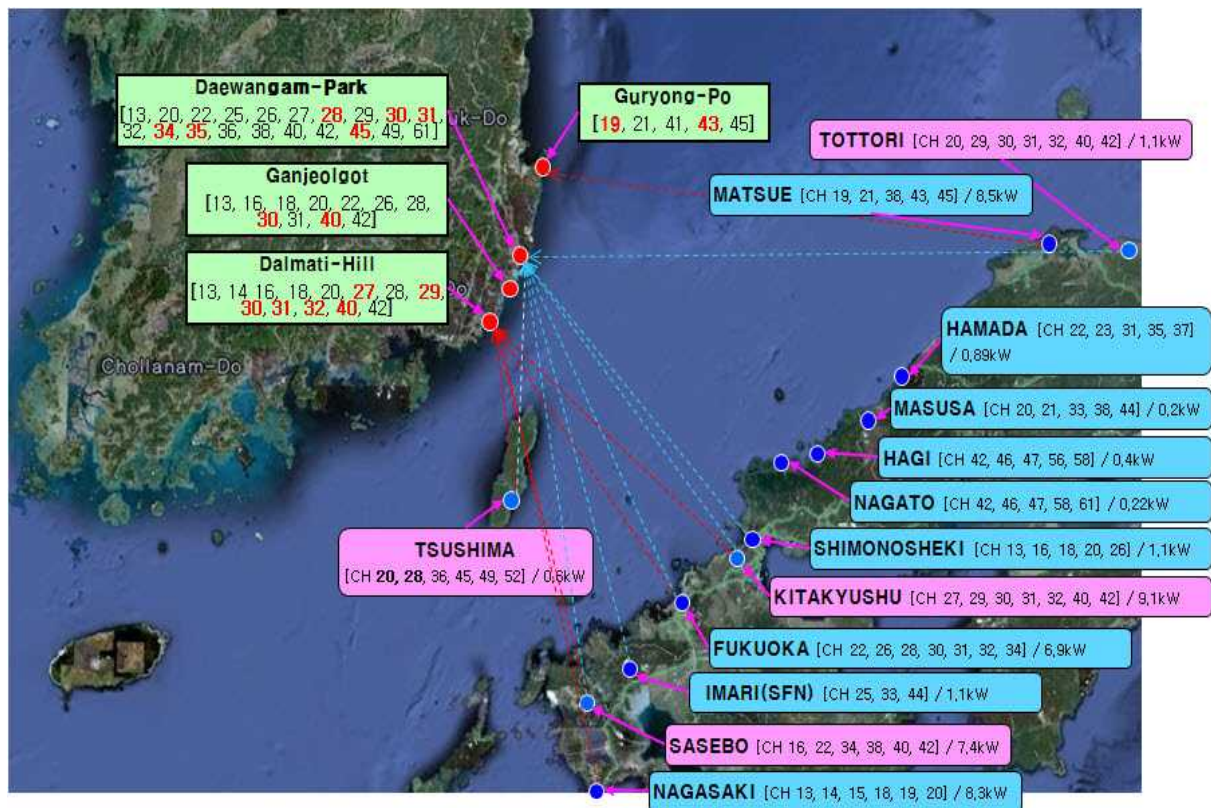 Daewangam-Park
[13, 20, 22, 25, 26, 27, 28, 29, 30, 31,
32, 34, 35, 36, 38, 40, 42, 45, 49, 61]
uk-Do
Guryong-Po
[19, 21, 41, 43, 45]
TOTTORI [CH 20, 29, 30, 31, 32, 40, 42] / 1,1kW
Ganjeolgot
[13, 16, 18, 20, 22, 26, 28,
30, 31, 40, 42]
MATSUE [CH 19, 21, 38, 43, 45] / 8,5kW
Dalmati-Hill
[13, 14 16, 18, 20, 27, 28, 29,
30, 31, 32, 40, 42]
Chollanam-Do
HAMADA [CH 22, 23, 31, 35, 37]
/ 0,89kW
MASUSA [CH 20, 21, 33, 38, 44] / 0,2kW
HAGI [CH 42, 46, 47, 56, 58] / 0,4kW
NAGATO [CH 42, 46, 47, 58, 61] / 0,22kW
SHIMONOSHEKI [CH 13, 16, 18, 20, 26] / 1,1kW
TSUSHIMA
[CH 20, 28, 36, 45, 49, 52] / 0,6kW
KITAKYUSHU [CH 27, 29, 30, 31, 32, 40, 42] / 9,1kW
FUKUOKA [CH 22, 26, 28, 30, 31, 32, 34] / 6,9kW
IMARI(SFN) [CH 25, 33, 44] / 1,1kW
SASEBO [CH 16, 22, 34, 38, 40, 42] / 7,4kW
NAGASAKI [CH 13, 14, 15, 18, 19, 20] / 8,3kW